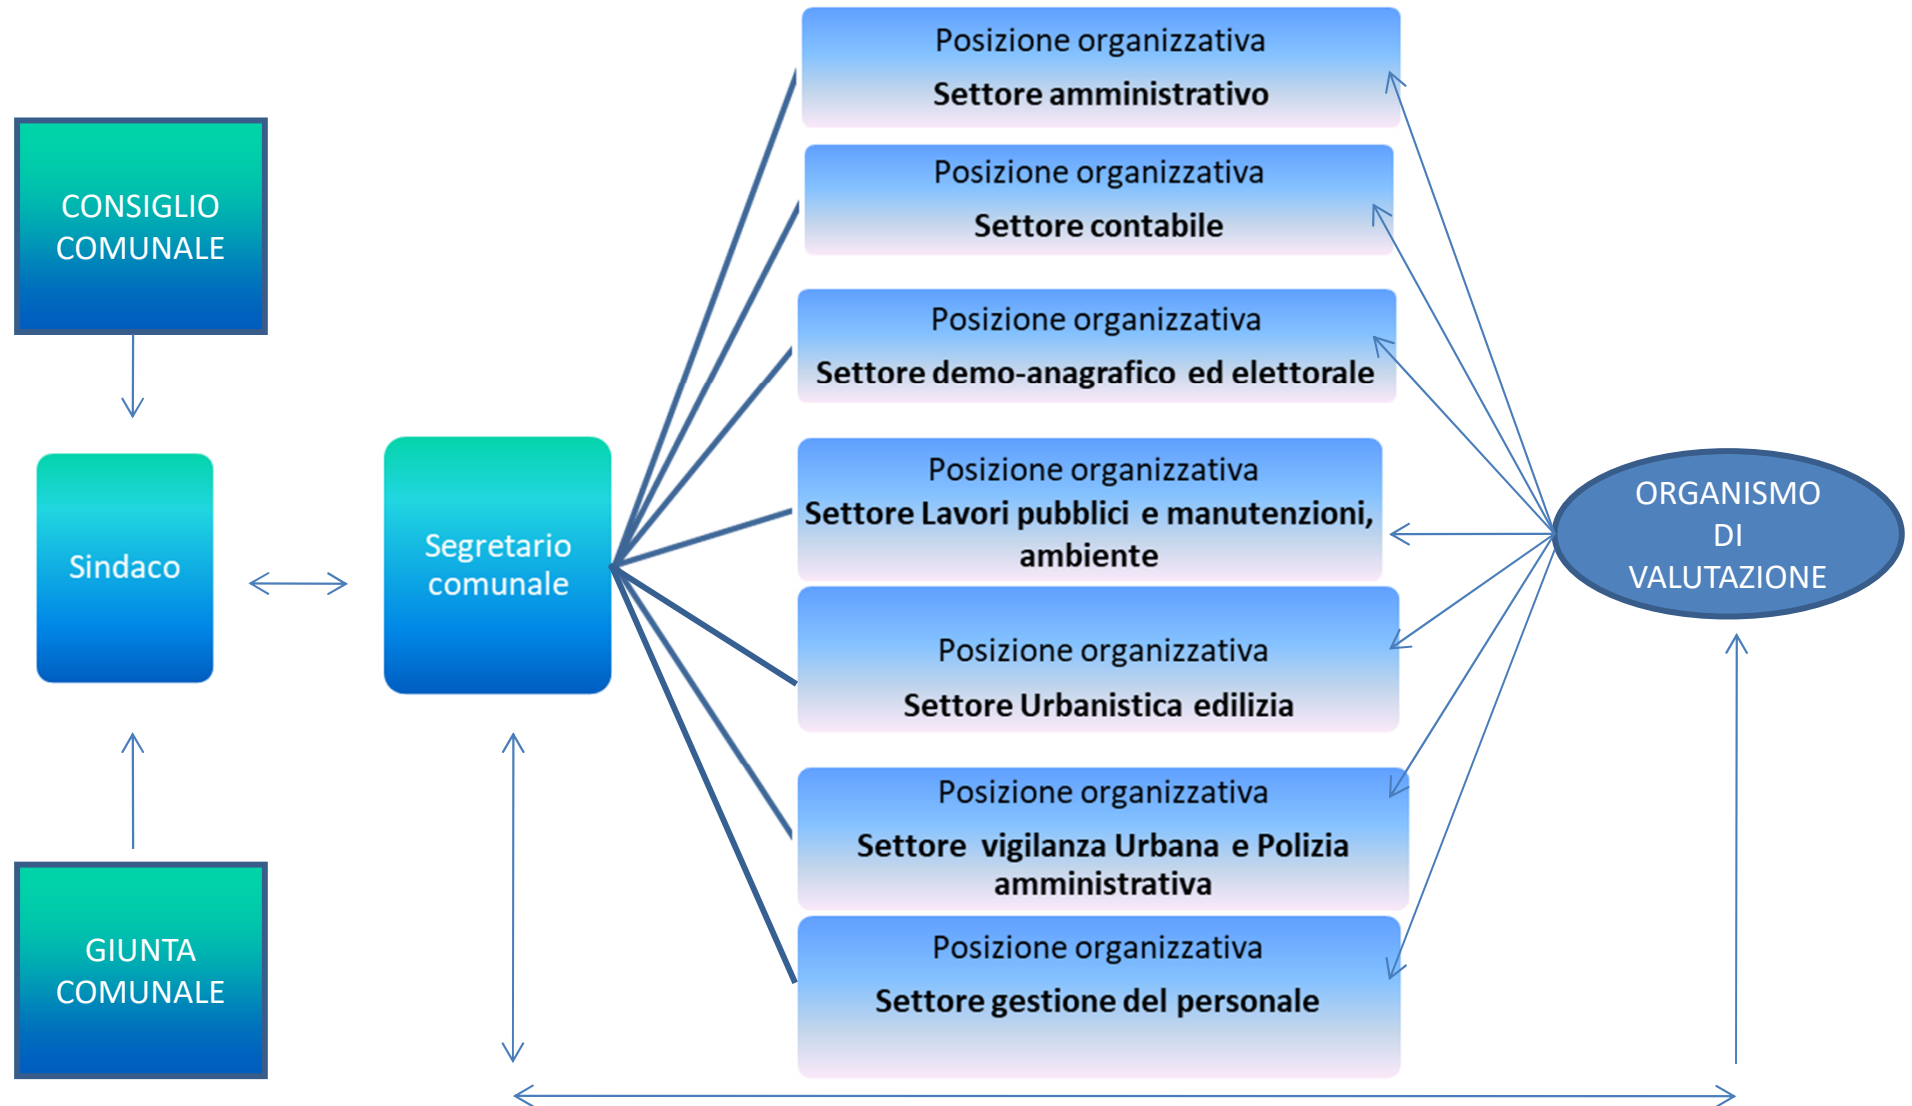 CONSIGLIO
COMUNALE
Sindaco
GIUNTA
COMUNALE
Segretario
comunale
Posizione organizzativa
Settore amministrativo
Posizione organizzativa
Settore contabile
Posizione organizzativa
Settore demo-anagrafico ed elettorale
Posizione organizzativa
Settore Lavori pubblici e manutenzioni,
ambiente
Posizione organizzativa
Settore Urbanistica edilizia
Posizione organizzativa
Settore vigilanza Urbana e Polizia
amministrativa
Posizione organizzativa
Settore gestione del personale
ORGANISMO
DI
VALUTAZIONE